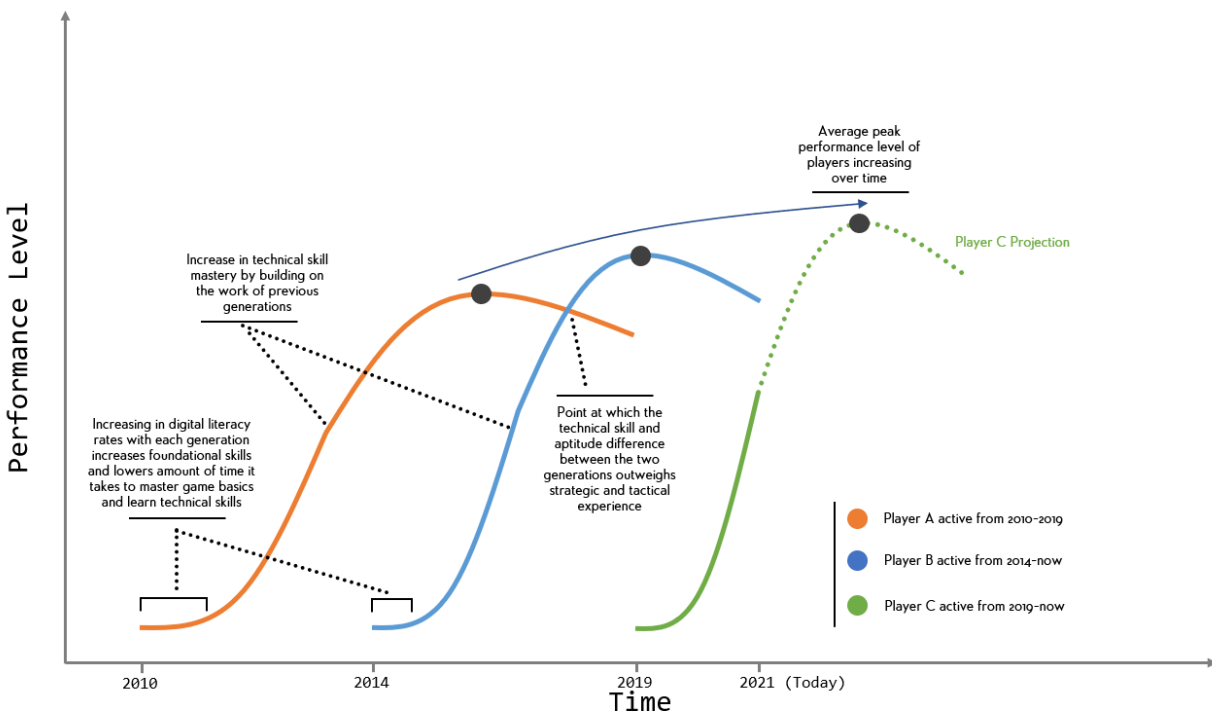 Performance Level
Average peak
performance level of
players increasing
over time
Player C Projection
Increase in technical skill
mastery by building on
the work of previous
generations
Increasing in digital literacy
rates with each generation
increases foundational skills
and lowers amount of time it
takes to master game basics
and learn technical skills
Point at which the
technical skill and
aptitude difference
between the two
generations outweighs
strategic and tactical
experience
Player A active from 2010-2019
Player B active from 2014-now
Player C active from 2019-now
2010
2014
2019
2021 (Today)
Time